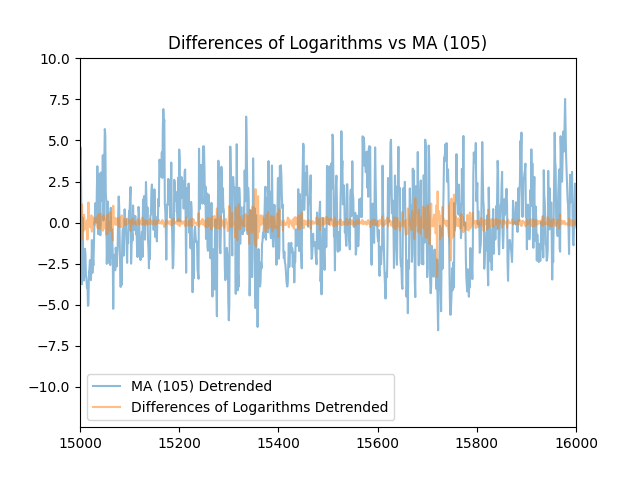 Differences of Logarithms vs MA (105)
10.0
7.5
5.0
2.5
0.0
−2.5
−5.0
−7.5
−10.0
MA (105) Detrended
Differences of Logarithms Detrended
15000 15200 15400 15600 15800 16000